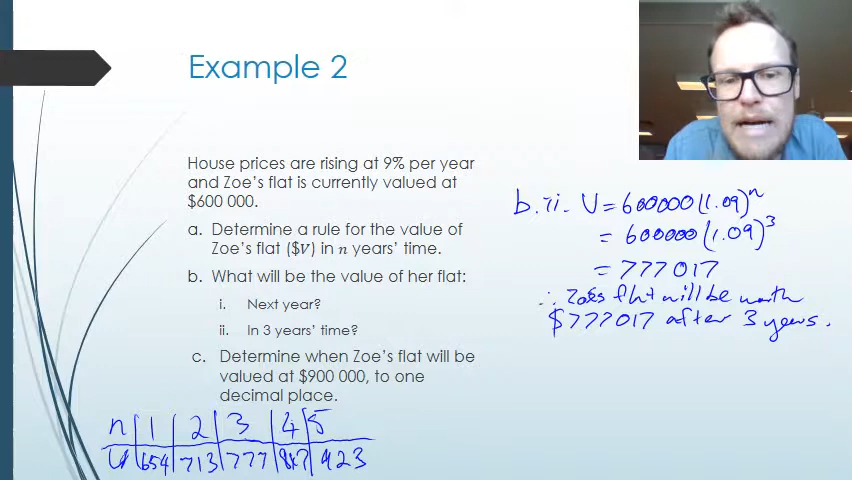 Example 2
House prices are rising at 9% per year
and Zoe's flat is currently valued at
$600 000.
a. Determine a rule for the value of
Zoe's flat ($V) in n years' time.
b. What will be the value of her flat:
i. Next year?
ii. In 3 years' time?
c. Determine when Zoe's flat will be
valued at $900 000, to one
decimal place.
n 1 2 3 4 5
V 654 713 777 847 923
b. ii. V = 600000(1.09)^n
= 600000(1.09)^3
= 777017
∴ Zoes flat will be worth
$777017 after 3 years.